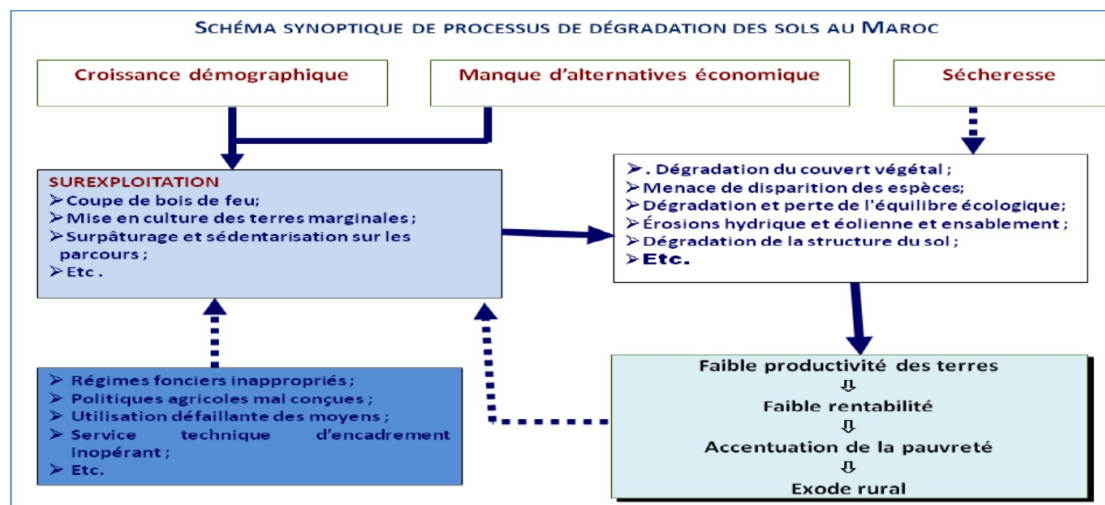 SCHÉMA SYNOPTIQUE DE PROCESSUS DE DÉGRADATION DES SOLS AU MAROC
Croissance démographique
Manque d'alternatives économique
Sécheresse
SUREXPLOITATION
➢Coupe de bois de feu;
➢Mise en culture des terres marginales ;
➢Surpâturage et sédentarisation sur les
parcours ;
➢Etc .
➢. Dégradation du couvert végétal ;
➢Menace de disparition des espèces;
➢Dégradation et perte de l'équilibre écologique;
➢Érosions hydrique et éolienne et ensablement ;
➢Dégradation de la structure du sol ;
➢Etc.
➢ Régimes fonciers inappropriés ;
➢ Politiques agricoles mal conçues ;
➢ Utilisation défaillante des moyens ;
➢ Service technique d'encadrement
inopérant ;
➢ Etc.
Faible productivité des terres
⇩
Faible rentabilité
⇩
Accentuation de la pauvreté
⇩
Exode rural